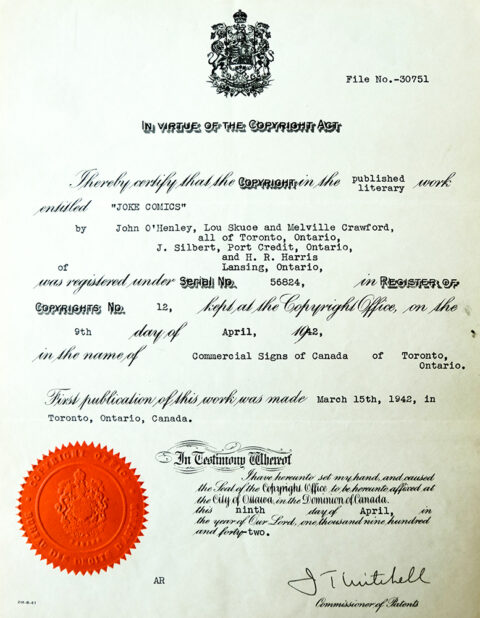 File No.-30751
IN VIRTUE OF THE COPYRIGHT ACT
I hereby certify that the COPYRIGHT in the published literary work
entitled "JOKE COMICS"
by John O'Henley, Lou Skuce and Melville Crawford,
all of Toronto, Ontario,
J. Silbert, Port Credit, Ontario,
and H. R. Harris
of Lansing, Ontario,
was registered under SERIAL NO. 56824, in REGISTER OF
COPYRIGHTS NO. 12, kept at the Copyright Office, on the
9th day of April, 1942,
in the name of Commercial Signs of Canada of Toronto,
Ontario.
First publication of this work was made March 15th, 1942, in
Toronto, Ontario, Canada.
In Testimony Whereof
I have hereunto set my hand, and caused
the Seal of the Copyright Office to be hereunto affixed at
the City of Ottawa, in the Dominion of Canada.
this ninth day of April, in
the year of Our Lord, one thousand nine hundred
and forty-two.
AR
J T Mitchell
Commissioner of Patents